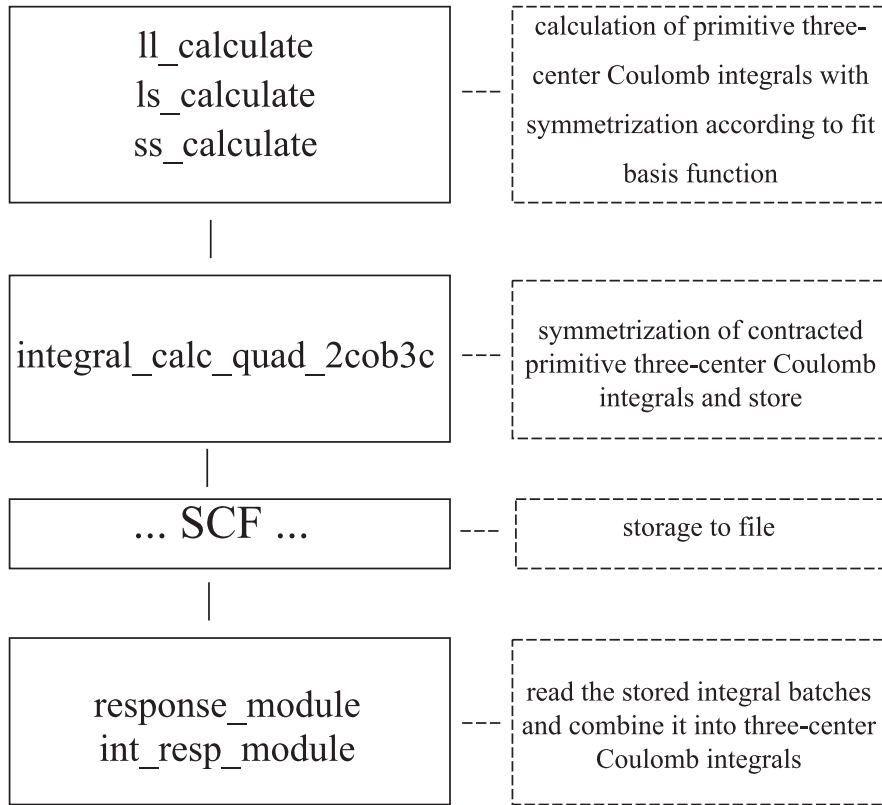 ll_calculate
ls_calculate
ss_calculate
calculation of primitive three-
center Coulomb integrals with
symmetrization according to fit
basis function
integral_calc_quad_2cob3c
symmetrization of contracted
primitive three-center Coulomb
integrals and store
... SCF ...
storage to file
response_module
int_resp_module
read the stored integral batches
and combine it into three-center
Coulomb integrals